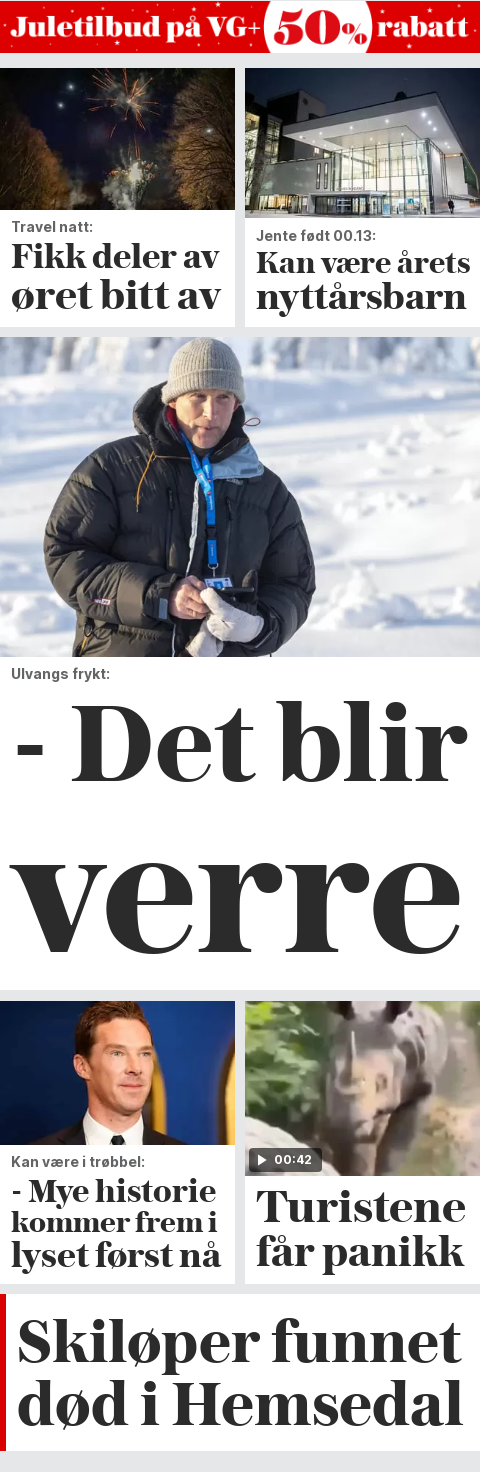 Juletilbud på VG+ 50% rabatt
Travel natt:
Fikk deler av
øret bitt av
Jente født 00.13:
Kan være årets
nyttårsbarn
Ulvangs frykt:
- Det blir
verre
Kan være i trøbbel:
- Mye historie
kommer frem i
lyset først nå
00:42
Turistene
får panikk
Skiløper funnet
død i Hemsedal